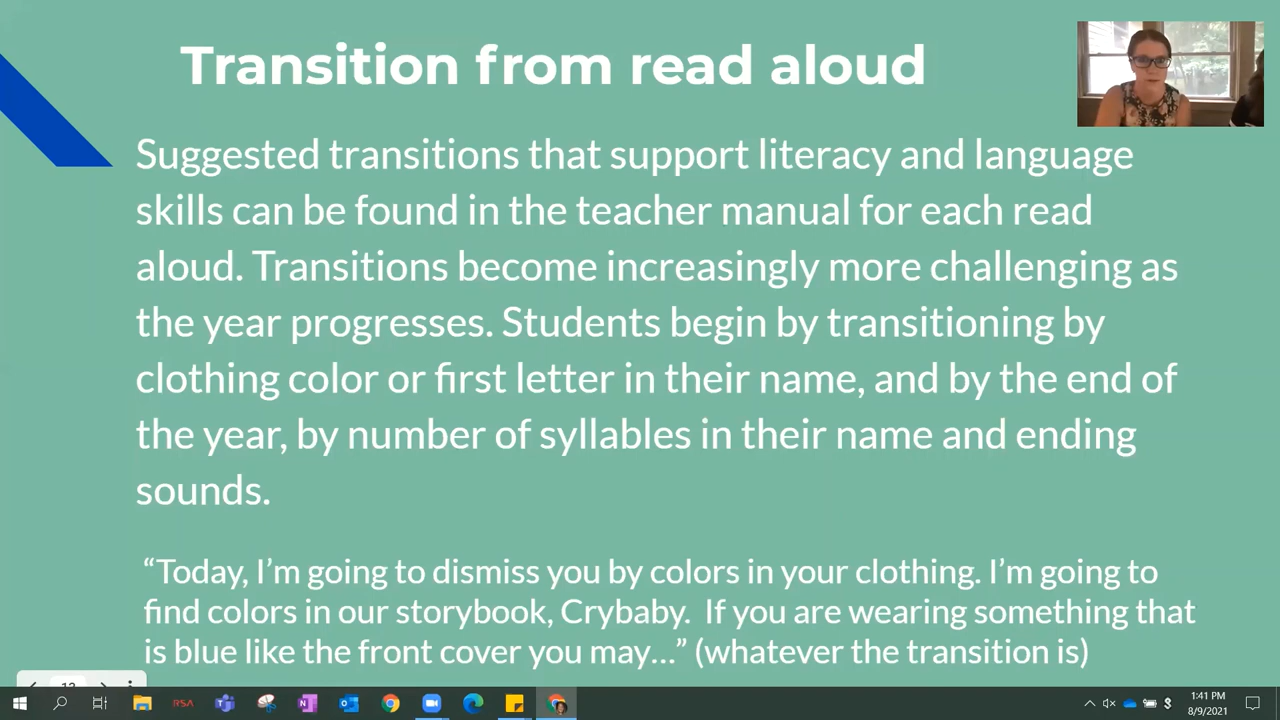 Transition from read aloud
Suggested transitions that support literacy and language
skills can be found in the teacher manual for each read
aloud. Transitions become increasingly more challenging as
the year progresses. Students begin by transitioning by
clothing color or first letter in their name, and by the end of
the year, by number of syllables in their name and ending
sounds.
“Today, I’m going to dismiss you by colors in your clothing. I’m going to
find colors in our storybook, Crybaby. If you are wearing something that
is blue like the front cover you may…” (whatever the transition is)
RSA
1:41 PM
8/9/2021